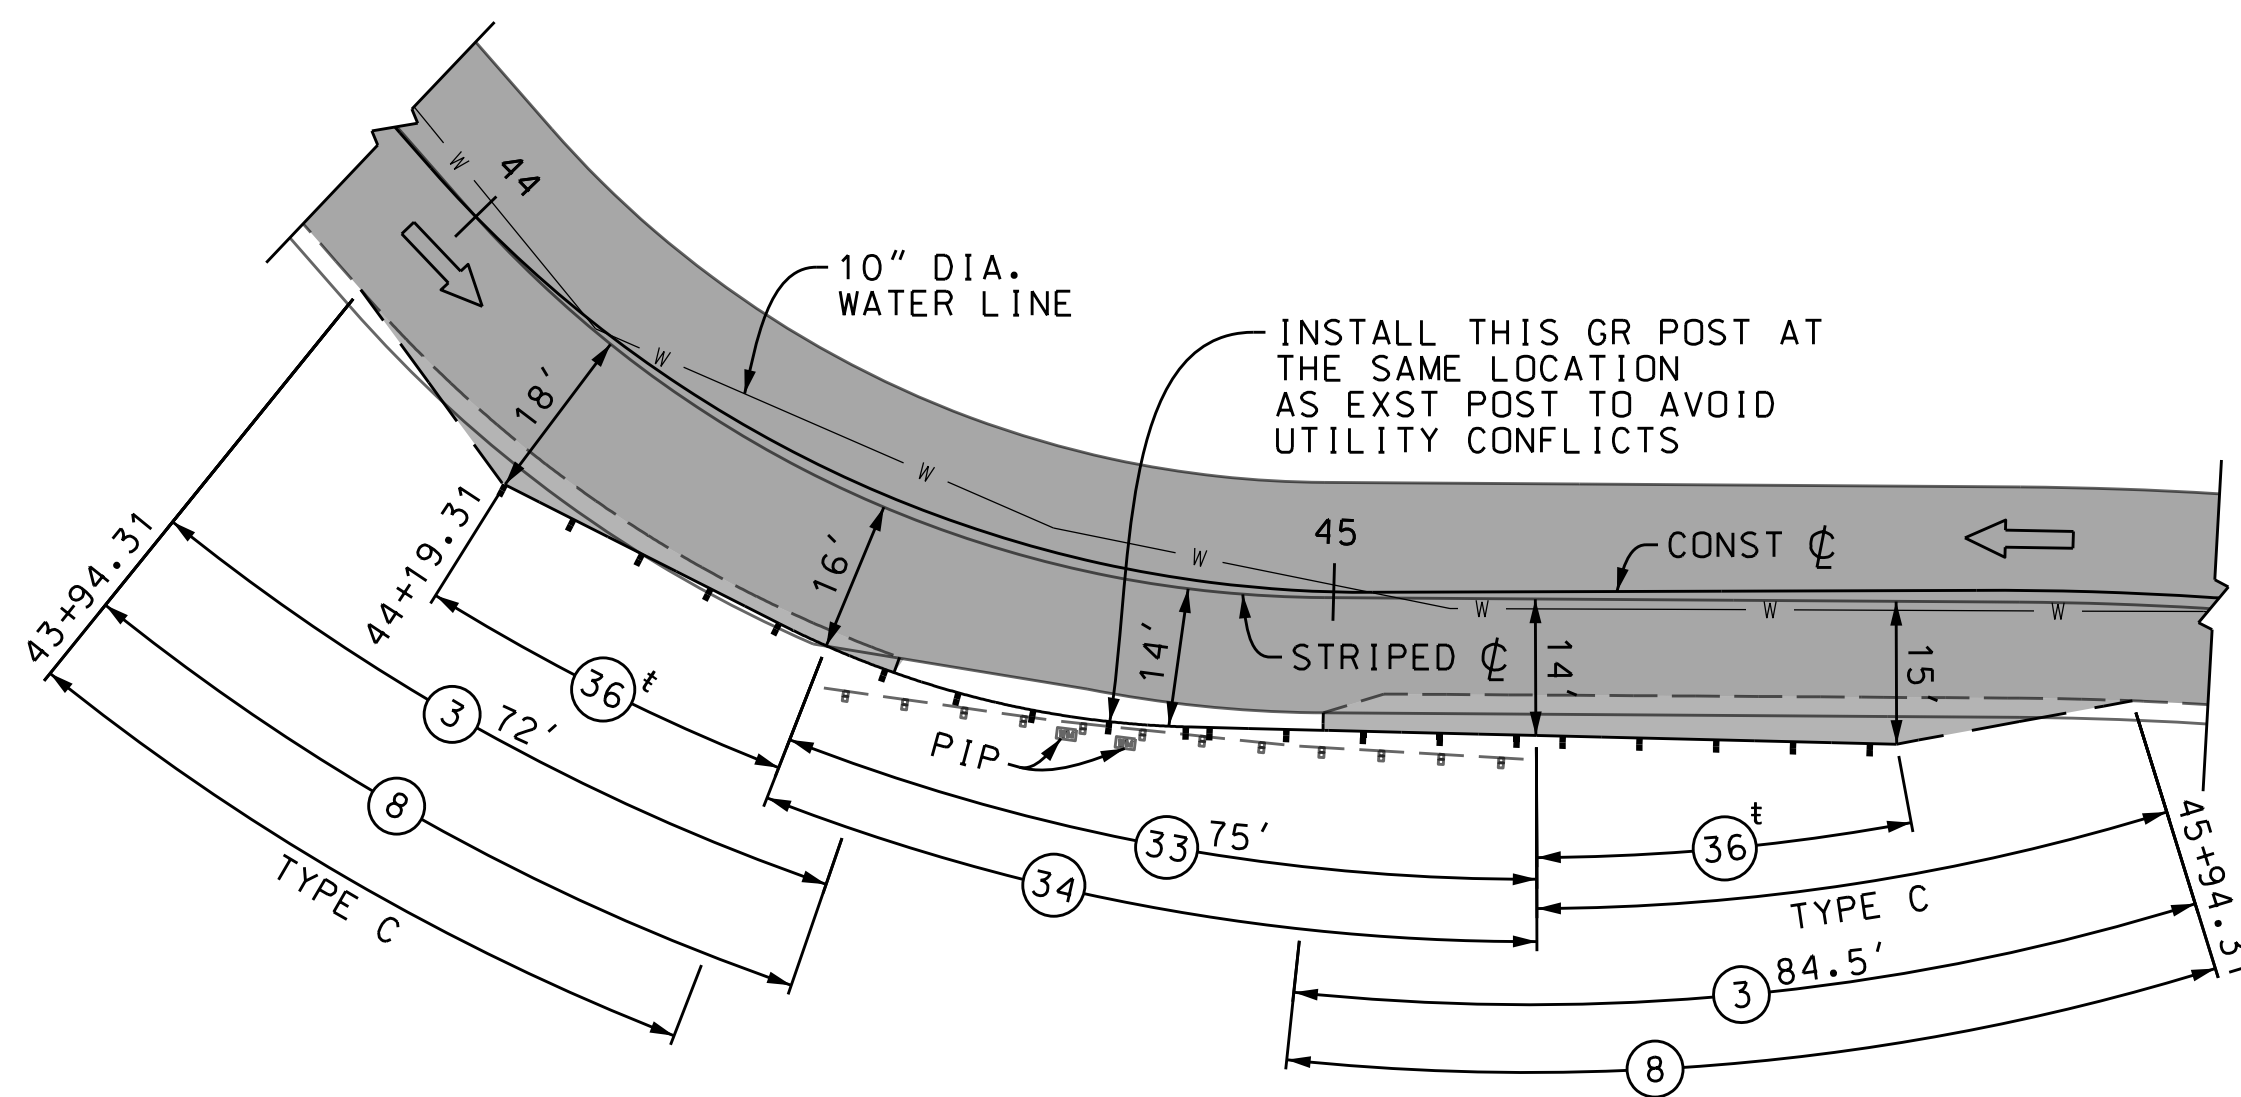 44
W
10" DIA.
WATER LINE
W
INSTALL THIS GR POST AT
THE SAME LOCATION
AS EXST POST TO AVOID
UTILITY CONFLICTS
18'
W
W
45
CONST ℄
16'
W
W
W
STRIPED ℄
14'
14'
15'
43+94.31
44+19.31
36 ŧ
3 72'
PIP
8
TYPE C
33 75'
34
36 ŧ
TYPE C
45+94.31
3 84.5'
8